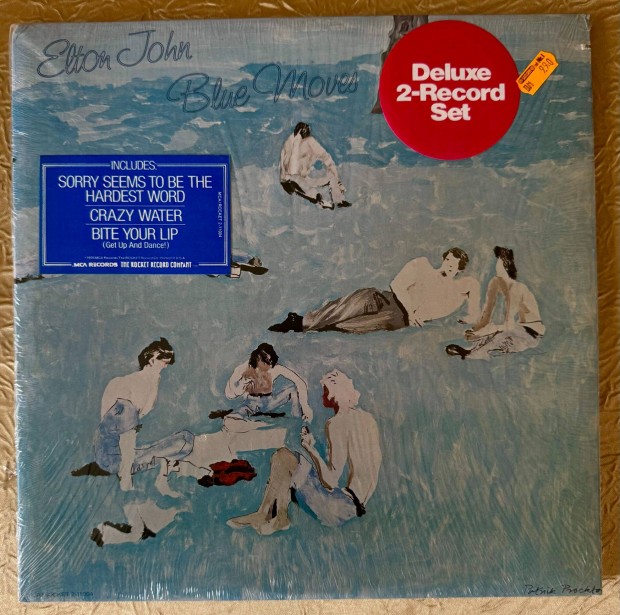 Elton John
Blue Moves
Deluxe
2-Record
Set
INCLUDES:
SORRY SEEMS TO BE THE
HARDEST WORD
CRAZY WATER
BITE YOUR LIP
(Get Up And Dance!)
MCA RECORDS THE ROCKET RECORD COMPANY